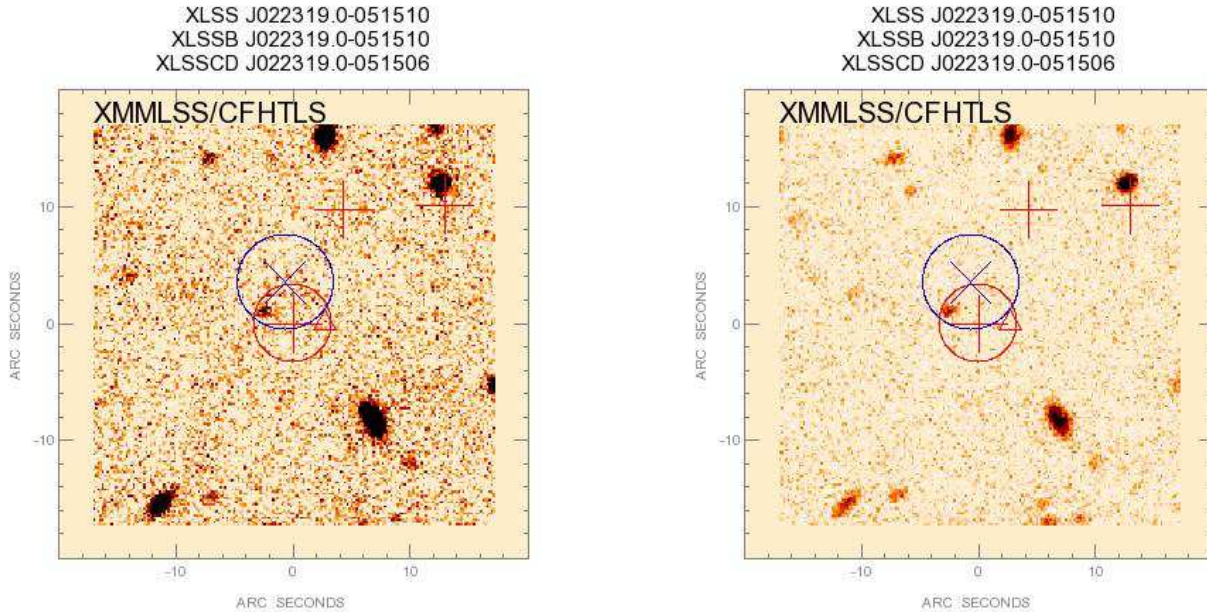 XLSS J022319.0-051510
XLSSB J022319.0-051510
XLSSCD J022319.0-051506
XMMLSS/CFHTLS
10
0
-10
ARC SECONDS
-10
0
10
ARC SECONDS
XLSS J022319.0-051510
XLSSB J022319.0-051510
XLSSCD J022319.0-051506
XMMLSS/CFHTLS
10
0
-10
ARC SECONDS
-10
0
10
ARC SECONDS